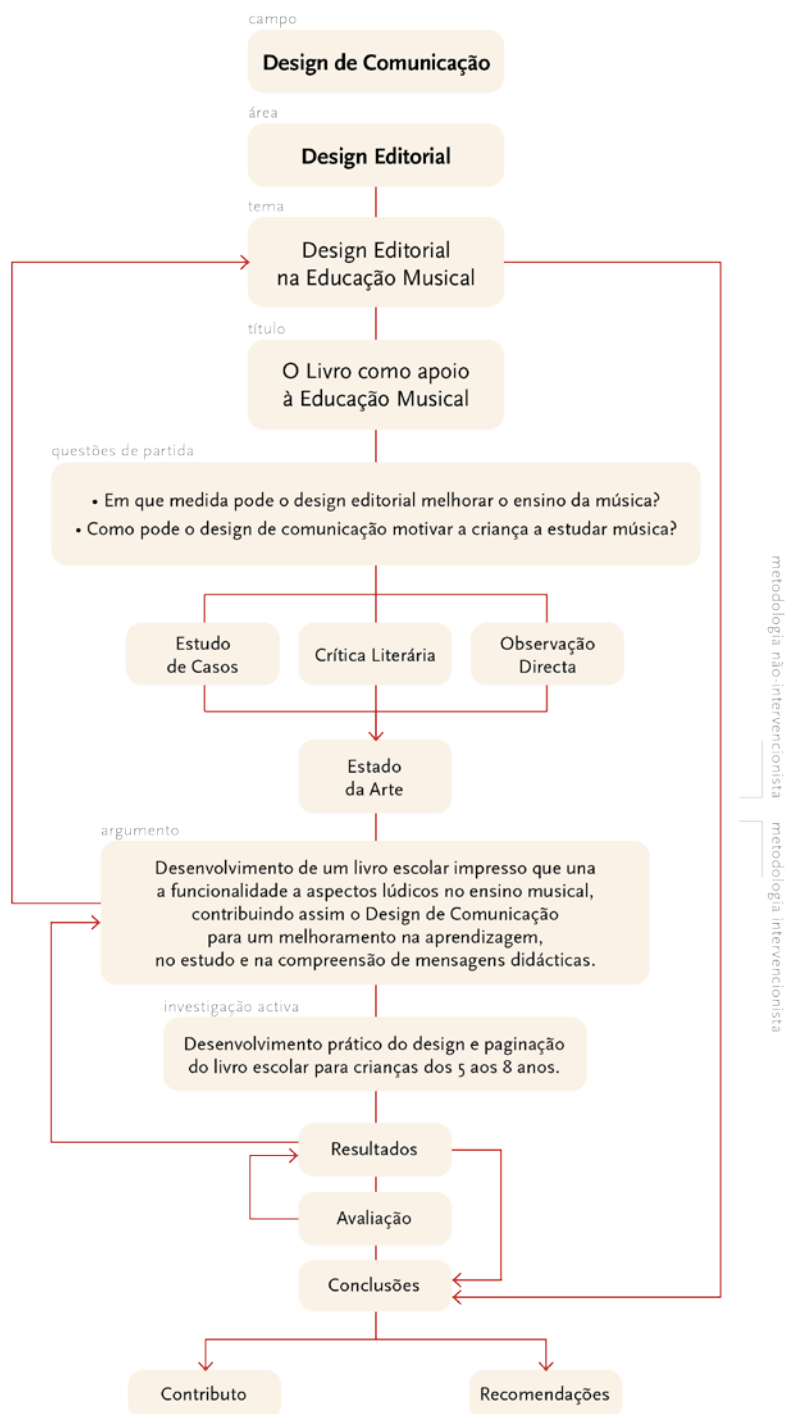 campo
Design de Comunicação
área
Design Editorial
tema
Design Editorial
na Educação Musical
título
O Livro como apoio
à Educação Musical
questões de partida
• Em que medida pode o design editorial melhorar o ensino da música?
• Como pode o design de comunicação motivar a criança a estudar música?
Estudo
de Casos
Crítica Literária
Observação
Directa
metodologia não-intervencionista
Estado
da Arte
metodologia intervencionista
argumento
Desenvolvimento de um livro escolar impresso que una
a funcionalidade a aspectos lúdicos no ensino musical,
contribuindo assim o Design de Comunicação
para um melhoramento na aprendizagem,
no estudo e na compreensão de mensagens didácticas.
investigação activa
Desenvolvimento prático do design e paginação
do livro escolar para crianças dos 5 aos 8 anos.
Resultados
Avaliação
Conclusões
Contributo
Recomendações